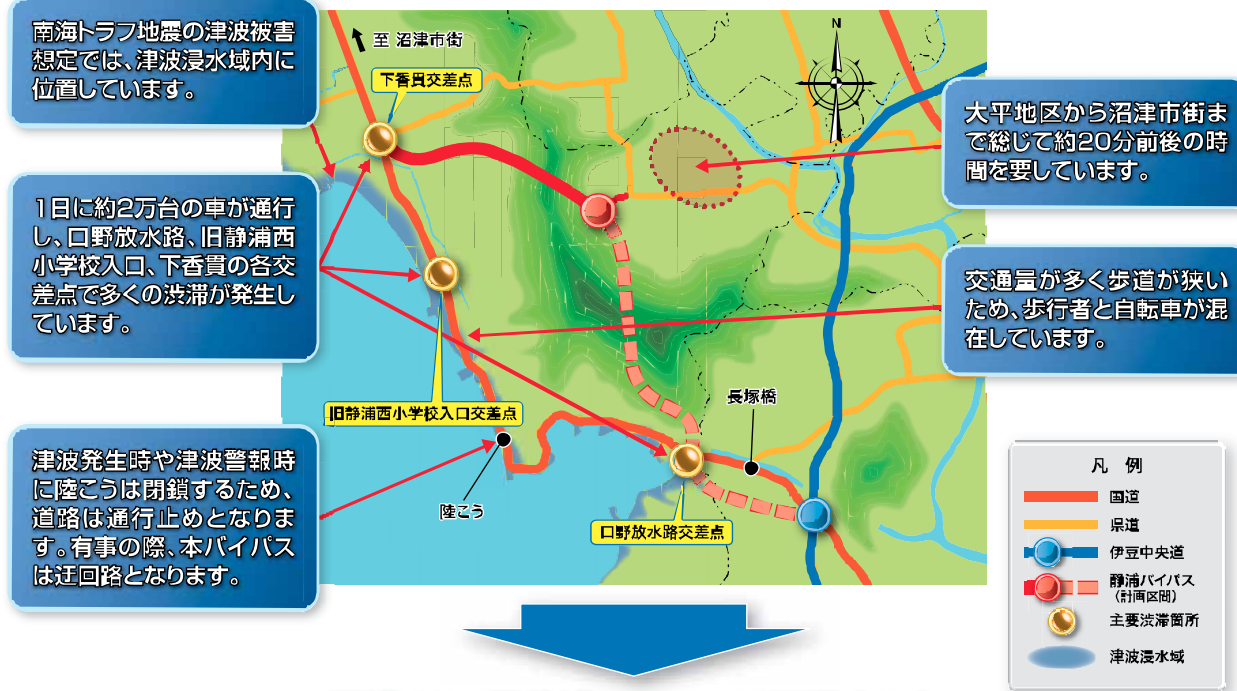 南海トラフ地震の津波被害
想定では、津波浸水域内に
位置しています。
1日に約2万台の車が通行
し、口野放水路、旧静浦西
小学校入口、下香貫の各交
差点で多くの渋滞が発生し
ています。
津波発生時や津波警報時
に陸こうは閉鎖するため、
道路は通行止めとなりま
す。有事の際、本バイパス
は迂回路となります。
至 沼津市街
下香貫交差点
N
旧静浦西小学校入口交差点
陸こう
長塚橋
口野放水路交差点
大平地区から沼津市街ま
で総じて約20分前後の時
間を要しています。
交通量が多く歩道が狭い
ため、歩行者と自転車が混
在しています。
凡 例
国道
県道
伊豆中央道
静浦バイパス
(計画区間)
主要渋滞箇所
津波浸水域